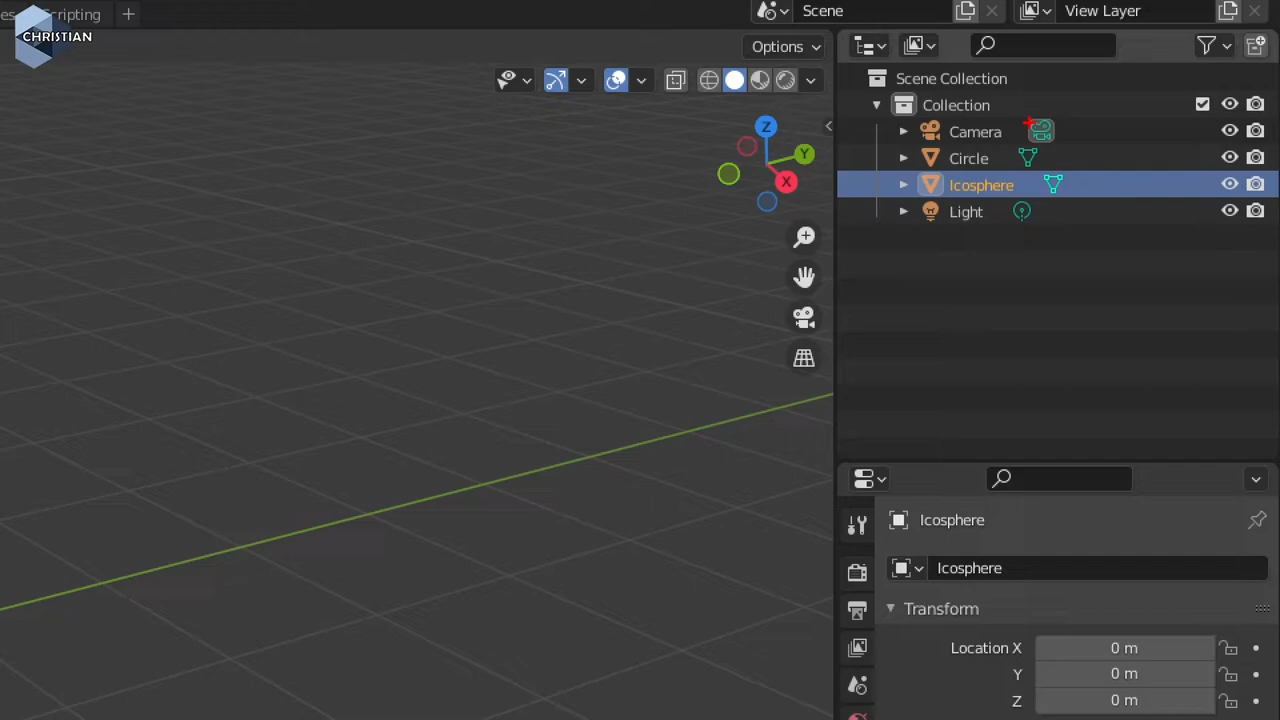 es Scripting +
CHRISTIAN
Scene
View Layer
Options
Z
Y
X
Scene Collection
Collection
Camera
Circle
Icosphere
Light
Icosphere
Icosphere
Transform
Location X 0 m
Y 0 m
Z 0 m